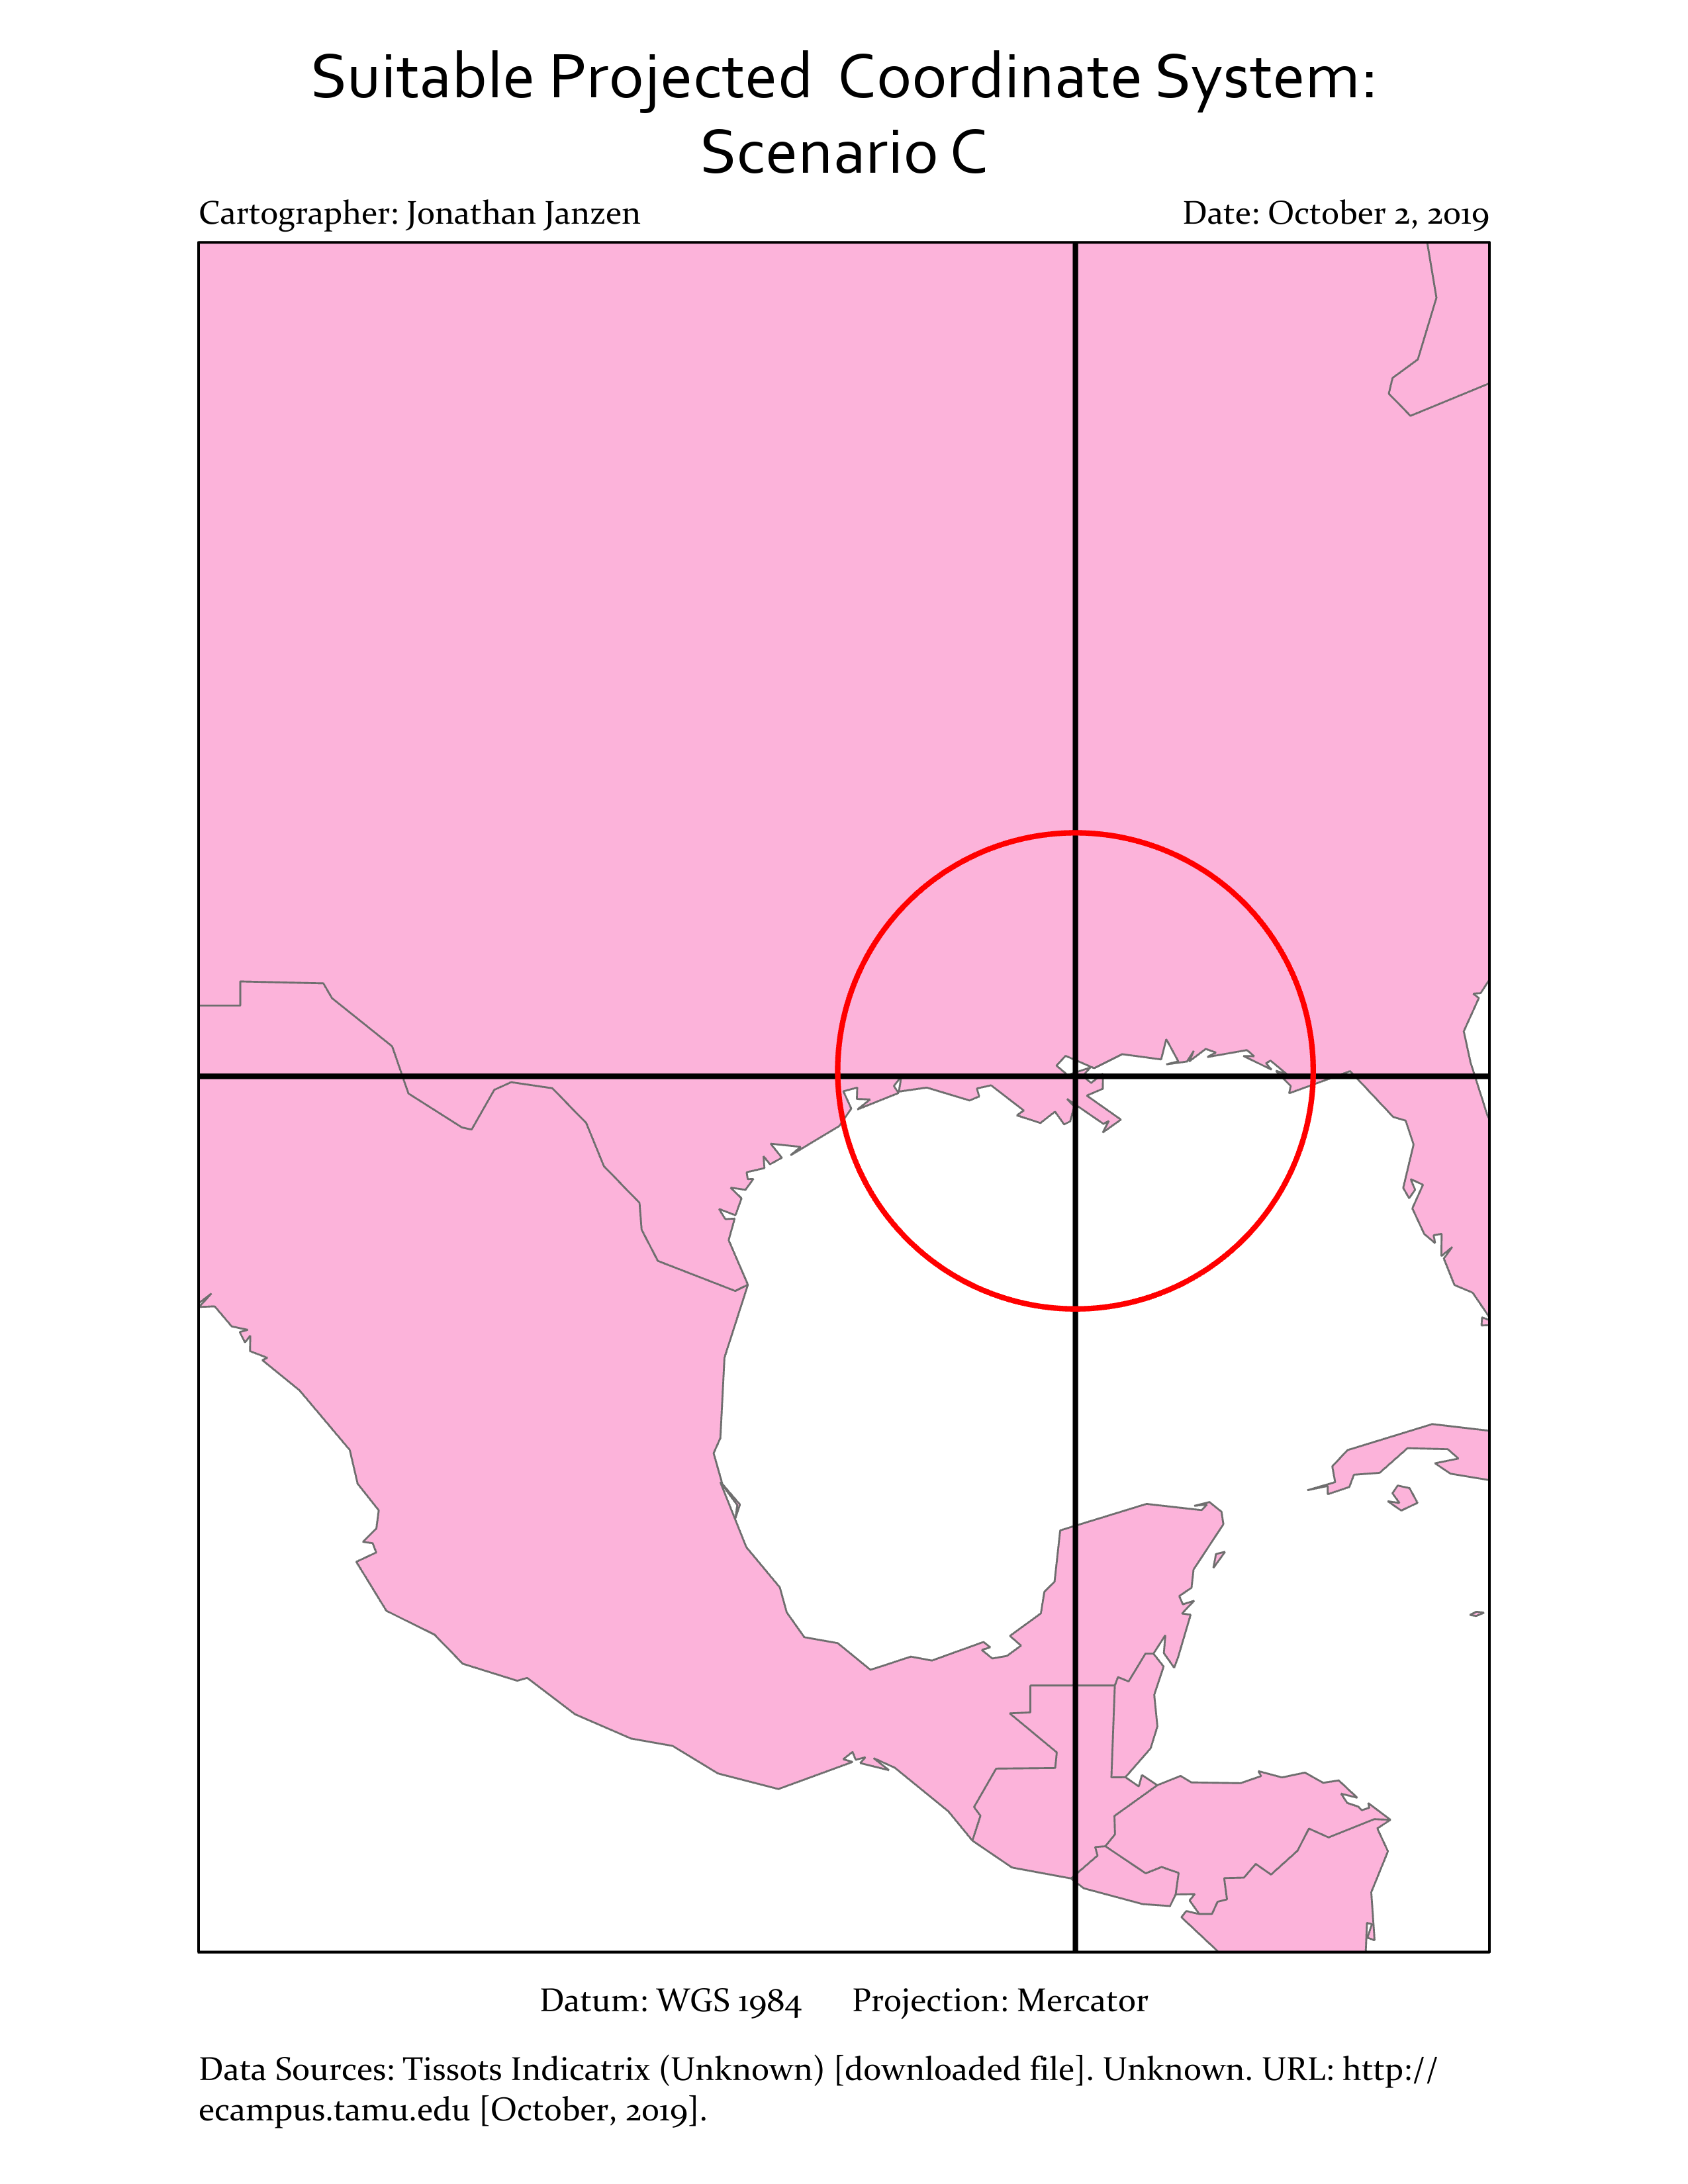 Suitable Projected  Coordinate System:
Scenario C
Cartographer: Jonathan Janzen
Date: October 2, 2019
Datum: WGS 1984
Projection: Mercator
Data Sources: Tissots Indicatrix (Unknown) [downloaded file]. Unknown. URL: http://
ecampus.tamu.edu [October, 2019].